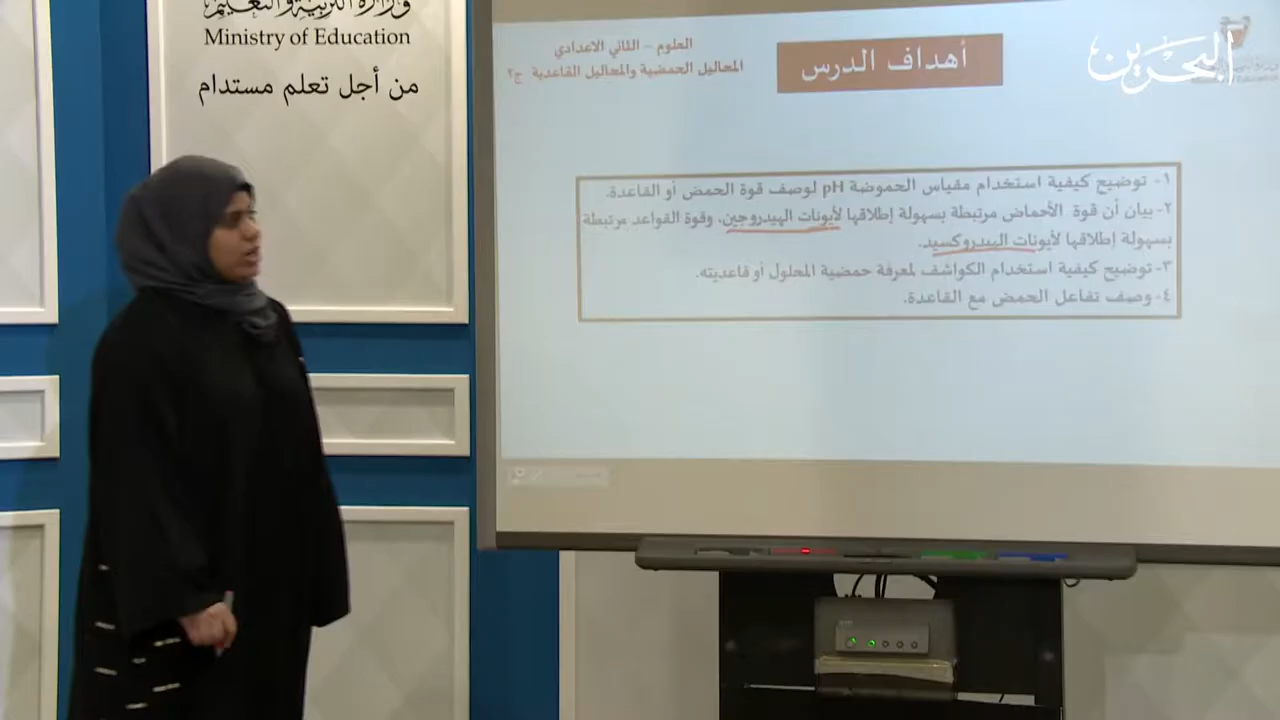 وزارة التربية والتعليم
Ministry of Education
من أجل تعلم مستدام
العلوم – الثاني الاعدادي
المحاليل الحمضية والمحاليل القاعدية ج٢
أهداف الدرس
البحرين
١- توضيح كيفية استخدام مقياس الحموضة pH لوصف قوة الحمض أو القاعدة.
٢- بيان أن قوة الأحماض مرتبطة بسهولة إطلاقها لأيونات الهيدروجين، وقوة القواعد مرتبطة
بسهولة إطلاقها لأيونات الهيدروكسيد.
٣- توضيح كيفية استخدام الكواشف لمعرفة حمضية المحلول أو قاعديته.
٤- وصف تفاعل الحمض مع القاعدة.